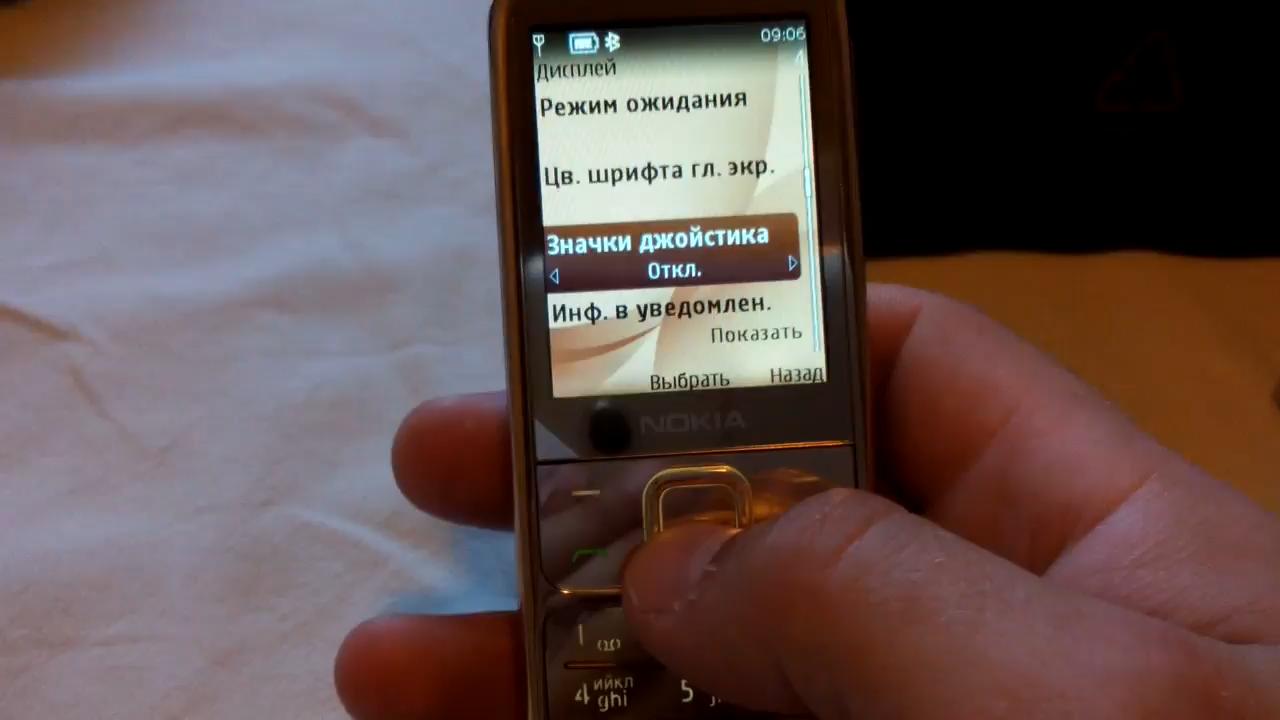 09:06
Дисплей
Режим ожидания
Цв. шрифта гл. экр.
Значки джойстика
Откл.
Инф. в уведомлен.
Показать
Выбрать Назад
NOKIA
1
4 ийкл ghi 5